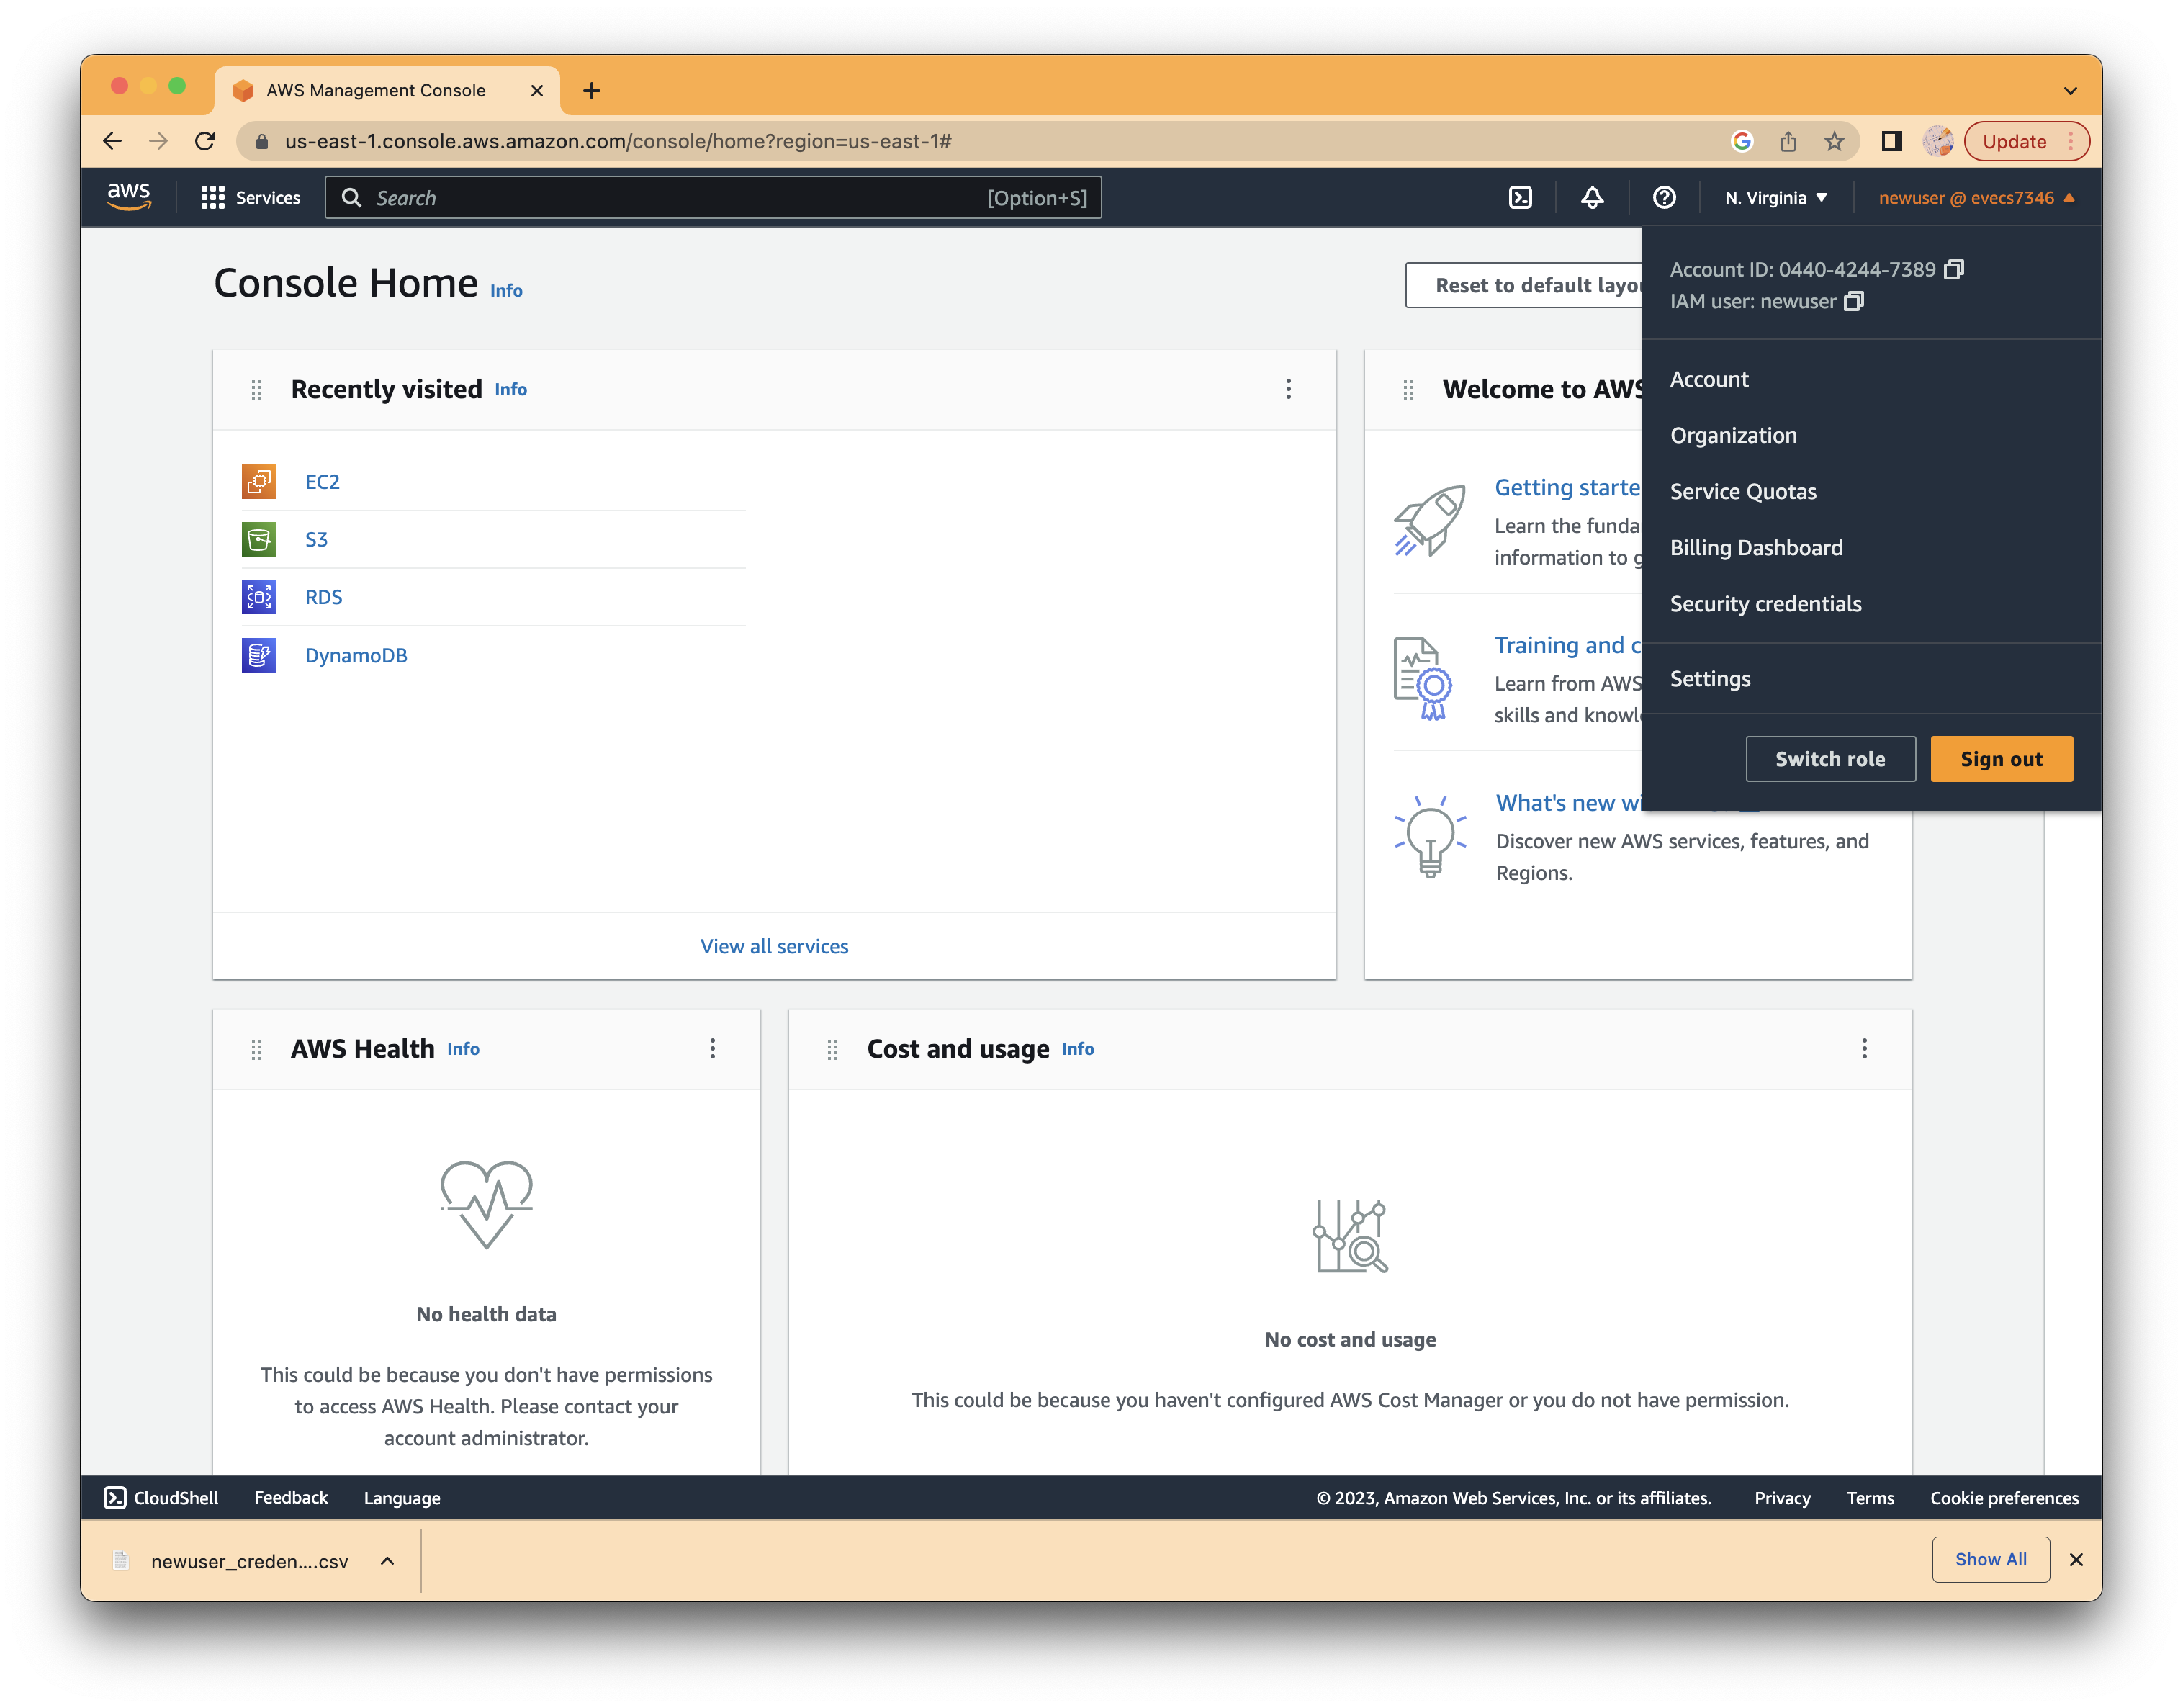 AWS Management Console
us-east-1.console.aws.amazon.com/console/home?region=us-east-1#
Update
aws
Services
Search
[Option+S]
N. Virginia
newuser @ evecs7346
Console Home
Info
Reset to default
Account ID: 0440-4244-7389
IAM user: newuser
Account
Organization
Service Quotas
Billing Dashboard
Security credentials
Settings
Switch role
Sign out
Recently visited
Info
EC2
S3
RDS
DynamoDB
View all services
Welcome to AWS
Getting
Learn the
information to
Training and
Learn from AWS
skills and
What's new
Discover new AWS services, features, and
Regions.
AWS Health
Info
No health data
This could be because you don't have permissions
to access AWS Health. Please contact your
account administrator.
Cost and usage
Info
No cost and usage
This could be because you haven't configured AWS Cost Manager or you do not have permission.
CloudShell
Feedback
Language
© 2023, Amazon Web Services, Inc. or its affiliates.
Privacy
Terms
Cookie preferences
newuser_creden....csv
Show All